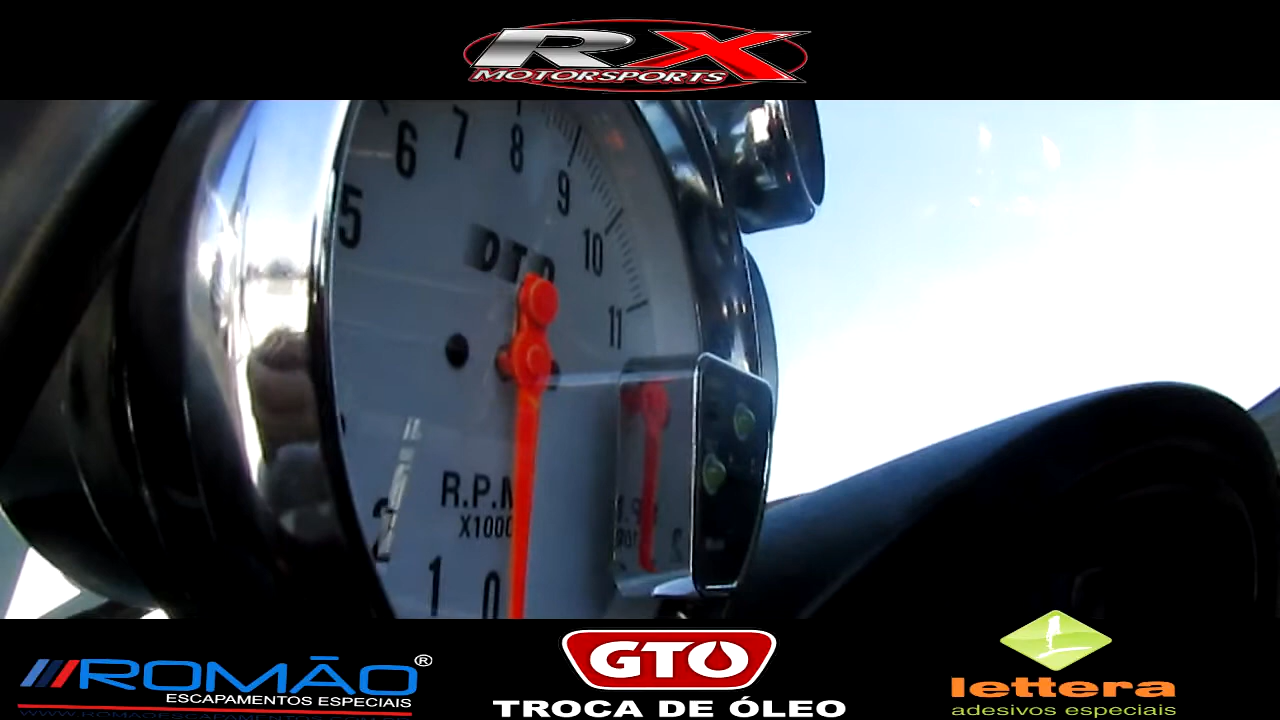 RX
MOTORSPORTS
7
6
8
5
9
10
11
R.P.M
X1000
2
1
0
ROMÃO®
ESCAPAMENTOS ESPECIAIS
GTO
TROCA DE ÓLEO
lettera
adesivos especiais